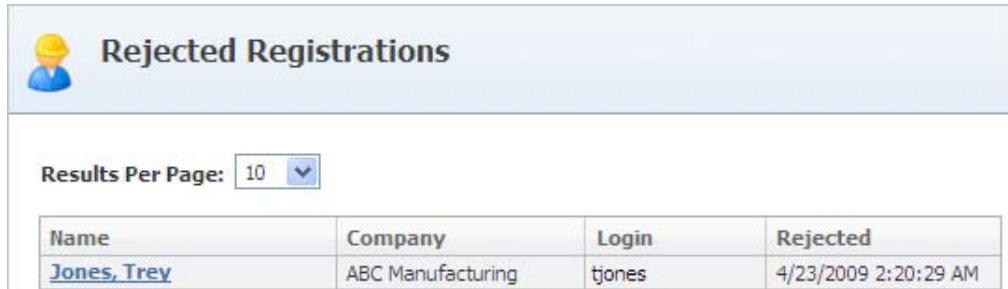 Rejected Registrations
Results Per Page: 10
Name Company Login Rejected
Jones, Trey ABC Manufacturing tjones 4/23/2009 2:20:29 AM